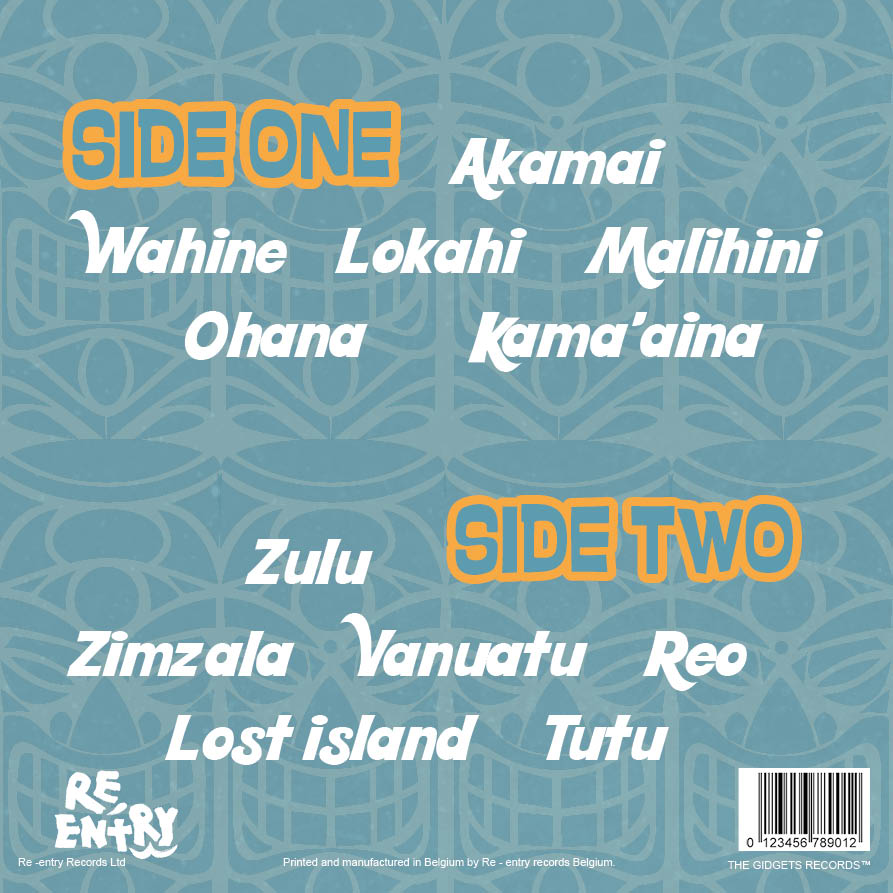 SIDE ONE Akamai
Wahine Lokahi Malihini
Ohana Kama'aina
Zulu SIDE TWO
Zimzala Vanuatu Reo
Lost island Tutu
RE
ENTRY
Re -entry Records Ltd
Printed and manufactured in Belgium by Re - entry records Belgium.
0 123456 789012
THE GIDGETS RECORDS™